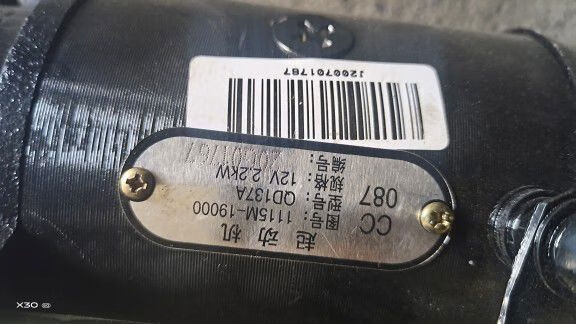 起动机
CC 图号：1115M-19000
087 型号：QD137A
规格：12V 2.2kW
编号：
J200701787
X30